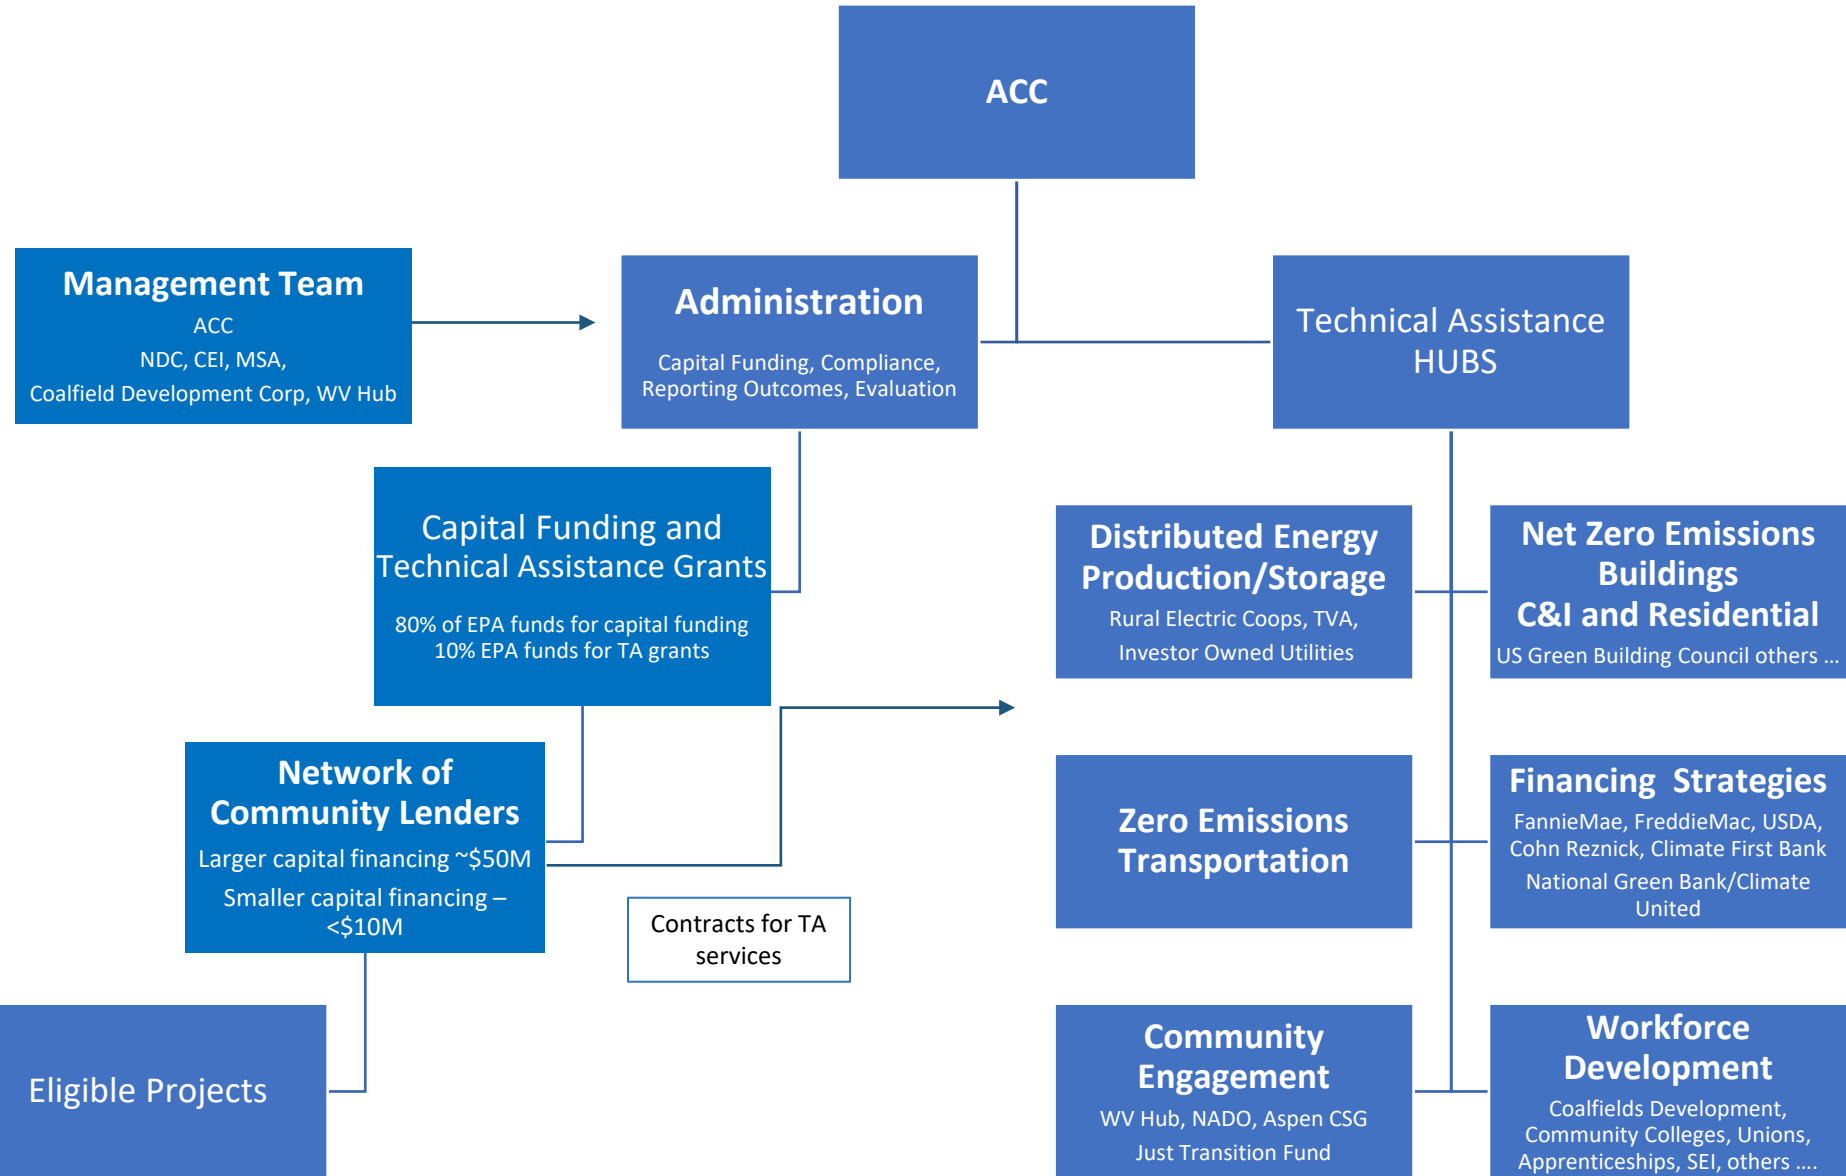 ACC
Management Team
ACC
NDC, CEI, MSA,
Coalfield Development Corp, WV Hub
Administration
Capital Funding, Compliance,
Reporting Outcomes, Evaluation
Technical Assistance
HUBS
Capital Funding and
Technical Assistance Grants
80% of EPA funds for capital funding
10% EPA funds for TA grants
Distributed Energy
Production/Storage
Rural Electric Coops, TVA,
Investor Owned Utilities
Net Zero Emissions
Buildings
C&I and Residential
US Green Building Council others ...
Network of
Community Lenders
Larger capital financing ~$50M
Smaller capital financing –
<$10M
Contracts for TA
services
Zero Emissions
Transportation
Financing  Strategies
FannieMae, FreddieMac, USDA,
Cohn Reznick, Climate First Bank
National Green Bank/Climate
United
Eligible Projects
Community
Engagement
WV Hub, NADO, Aspen CSG
Just Transition Fund
Workforce
Development
Coalfields Development,
Community Colleges, Unions,
Apprenticeships, SEI, others ....